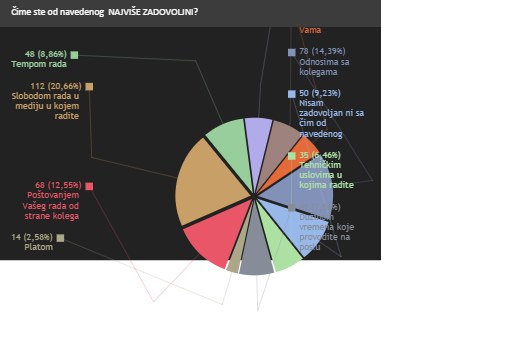 Čime ste od navedenog NAJVIŠE ZADOVOLJNI?
Vama
48 (8,86%)
Tempom rada
78 (14,39%)
Odnosima sa
kolegama
112 (20,66%)
Slobodom rada u
mediju u kojem
radite
50 (9,23%)
Nisam
zadovoljan ni sa
čim od
navedenog
35 (6,46%)
Tehničkim
uslovima u
kojima radite
68 (12,55%)
Poštovanjem
Vašeg rada od
strane kolega
Dužinom
vremena koje
provodite na
poslu
14 (2,58%)
Platom